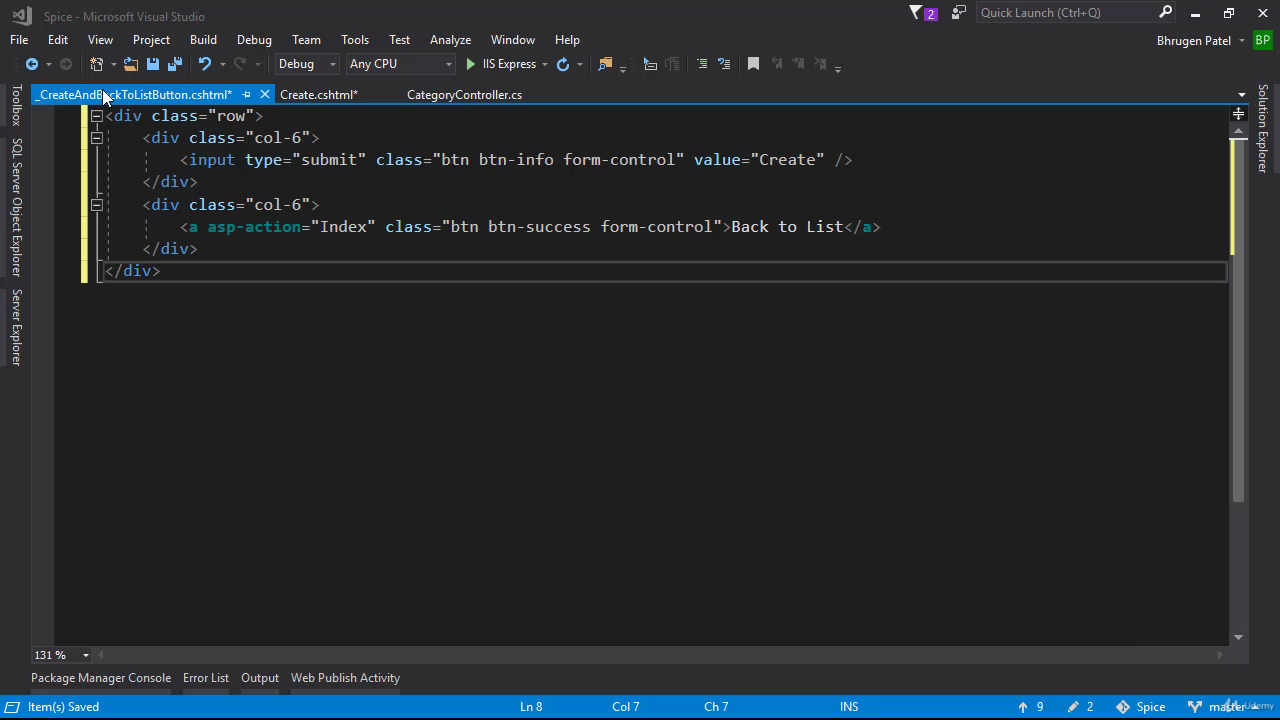 Spice - Microsoft Visual Studio
2
Quick Launch (Ctrl+Q)
File Edit View Project Build Debug Team Tools Test Analyze Window Help
Bhrugen Patel BP
Debug Any CPU IIS Express
_CreateAndBackToListButton.cshtml* Create.cshtml* CategoryController.cs
Toolbox
SQL Server Object Explorer
Server Explorer
Solution Explorer
<div class="row">
<div class="col-6">
<input type="submit" class="btn btn-info form-control" value="Create" />
</div>
<div class="col-6">
<a asp-action="Index" class="btn btn-success form-control">Back to List</a>
</div>
</div>
131 %
Package Manager Console Error List Output Web Publish Activity
Item(s) Saved Ln 8 Col 7 Ch 7 INS 9 2 Spice master
Udemy